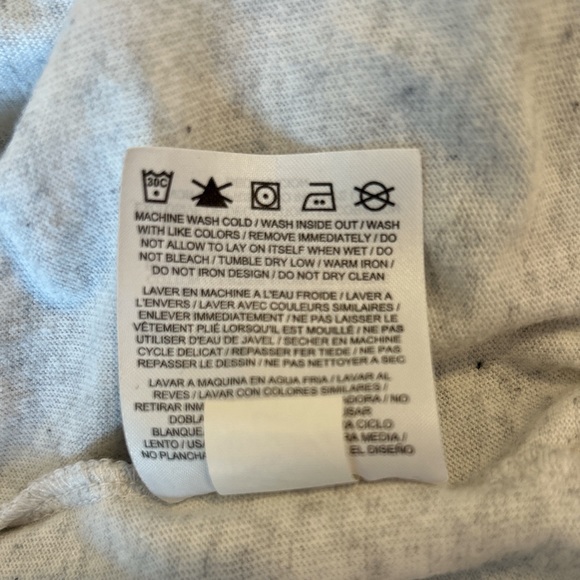 30C
MACHINE WASH COLD / WASH INSIDE OUT / WASH
WITH LIKE COLORS / REMOVE IMMEDIATELY / DO
NOT ALLOW TO LAY ON ITSELF WHEN WET / DO
NOT BLEACH / TUMBLE DRY LOW / WARM IRON /
DO NOT IRON DESIGN / DO NOT DRY CLEAN
LAVER EN MACHINE A L'EAU FROIDE / LAVER A
L'ENVERS / LAVER AVEC COULEURS SIMILAIRES /
ENLEVER IMMEDIATEMENT / NE PAS LAISSER LE
VÊTEMENT PLIÉ LORSQU'IL EST MOUILLÉ / NE PAS
UTILISER D'EAU DE JAVEL / SECHER EN MACHINE
CYCLE DELICAT / REPASSER FER TIEDE / NE PAS
REPASSER LE DESSIN / NE PAS NETTOYER A SEC
LAVAR A MAQUINA EN AGUA FRIA / LAVAR AL
REVES / LAVAR CON COLORES SIMILARES /
RETIRAR / NO
A CICLO
LENTO / MEDIA /
NO EL DISEÑO